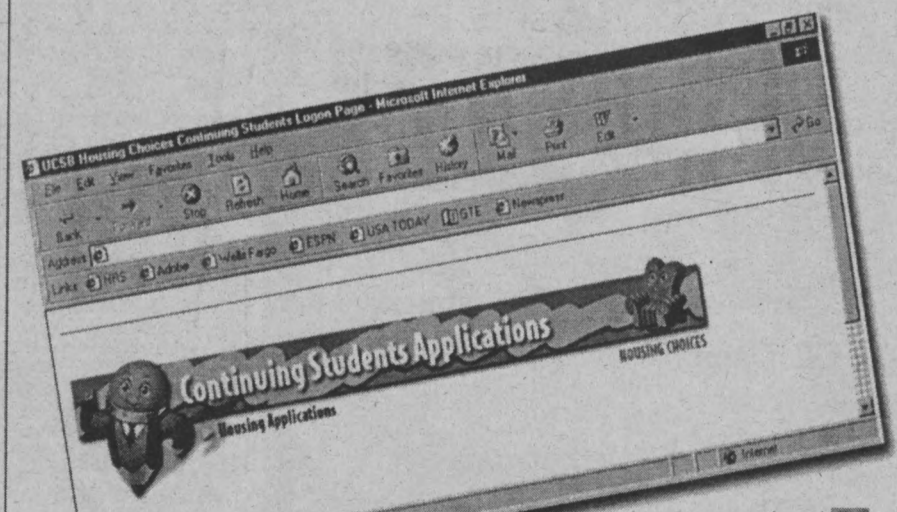 UCSB Housing Choices Continuing Students Logon Page - Microsoft Internet Explorer
File Edit View Favorites Tools Help
Back Forward Stop Refresh Home Search Favorites History Mail Print Edit
Address Go
Links HRS Adobe Wells Fargo ESPN USA TODAY GTE Newspress
Continuing Students Applications
HOUSING CHOICES
Housing Applications
Internet